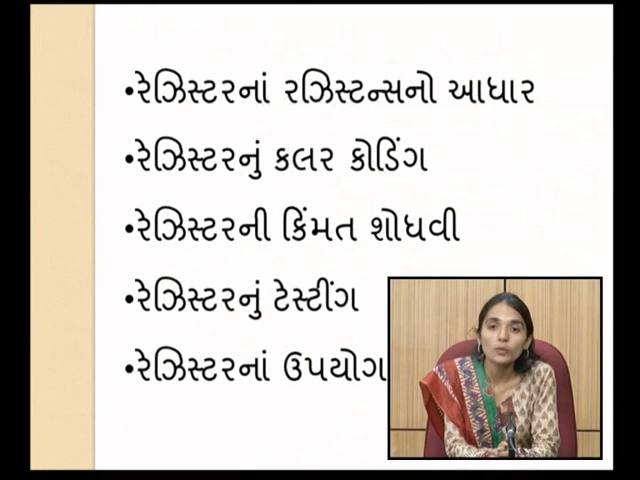 •રેઝિસ્ટરનાં રઝિસ્ટન્સનો આધાર
•રેઝિસ્ટરનું કલર કોડિંગ
•રેઝિસ્ટરની કિંમત શોધવી
•રેઝિસ્ટરનું ટેસ્ટીંગ
•રેઝિસ્ટરનાં ઉપયોગ